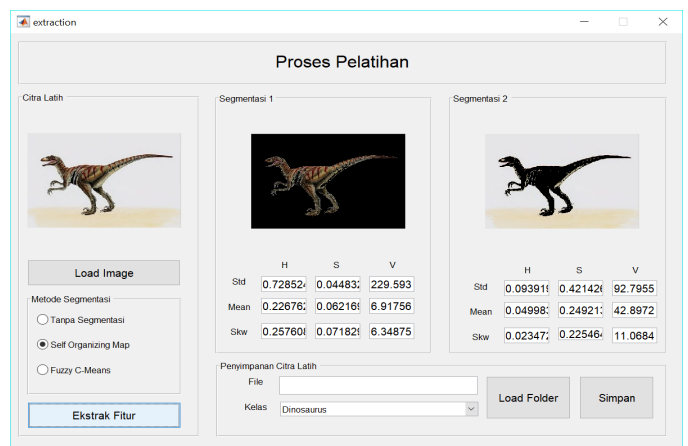 extraction
Proses Pelatihan
Citra Latih
Load Image
Metode Segmentasi
Tanpa Segmentasi
Self Organizing Map
Fuzzy C-Means
Ekstrak Fitur
Segmentasi 1
H S V
Std 0.728524 0.044832 229.593
Mean 0.226762 0.062169 6.91756
Skw 0.257608 0.071829 6.34875
Segmentasi 2
H S V
Std 0.093919 0.421426 92.7955
Mean 0.049983 0.249213 42.8972
Skw 0.023472 0.225464 11.0684
Penyimpanan Citra Latih
File
Kelas Dinosaurus
Load Folder
Simpan